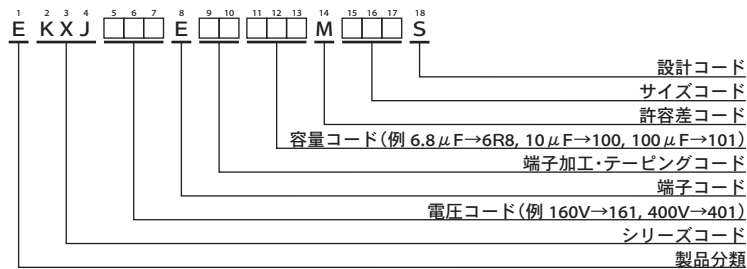 1 2 3 4 5 6 7 8 9 10 11 12 13 14 15 16 17 18
E K X J □□□ E □□ □□□ M □□□ S
設計コード
サイズコード
許容差コード
容量コード(例 6.8μF→6R8, 10μF→100, 100μF→101)
端子加工・テーピングコード
端子コード
電圧コード(例 160V→161, 400V→401)
シリーズコード
製品分類